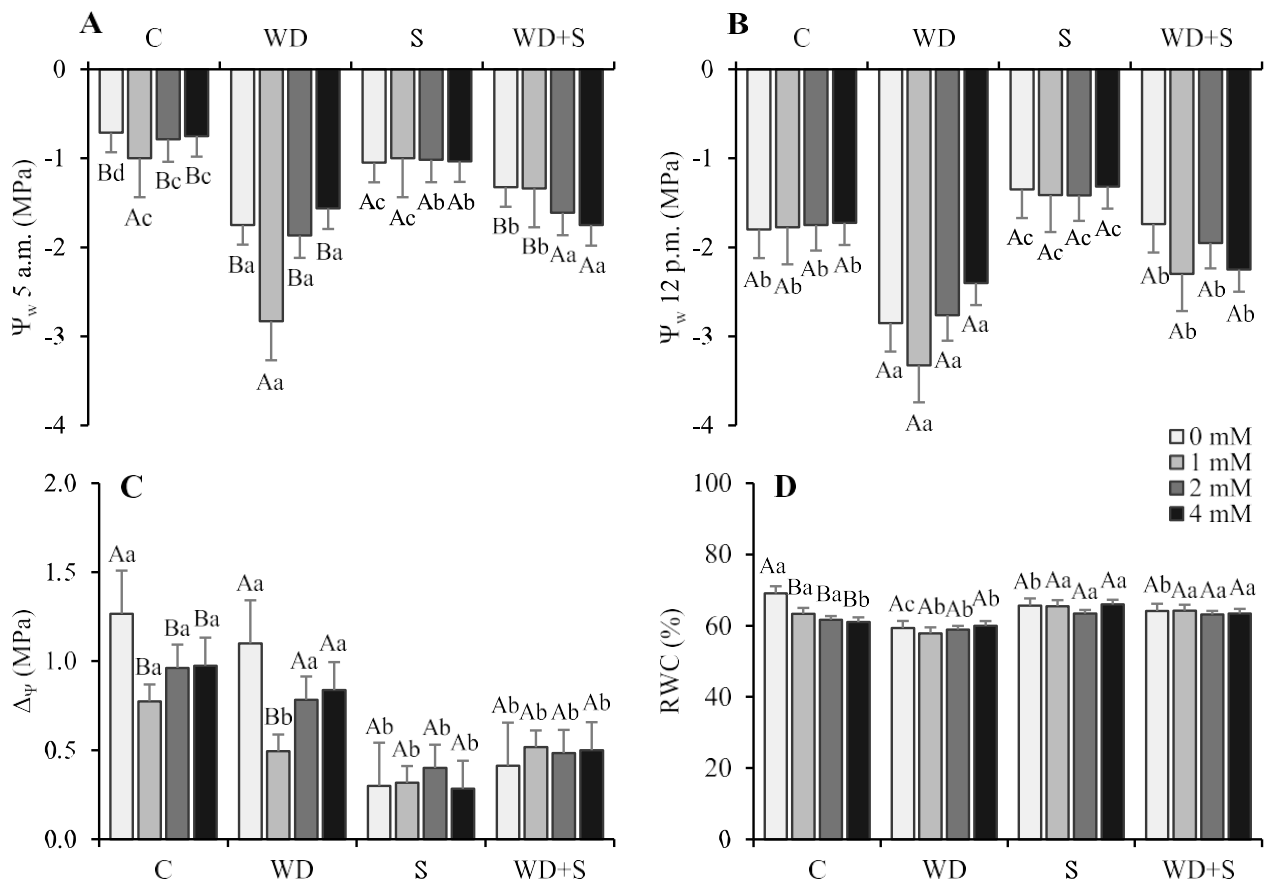 A
C WD S WD+S
0
-1
-2
-3
-4
Ψw 5 a.m. (MPa)
Bd Ac Bc Bc
Ba Aa Ba Ba
Ac Ac Ab Ab
Bb Bb Aa Aa
B
C WD S WD+S
0
-1
-2
-3
-4
Ψw 12 p.m. (MPa)
Ab Ab Ab Ab
Aa Aa Aa Aa
Ac Ac Ac Ac
Ab Ab Ab Ab
0 mM
1 mM
2 mM
4 mM
C
2.0
1.5
1.0
0.5
0.0
ΔΨ (MPa)
Aa Ba Ba Ba
Aa Bb Aa Aa
Ab Ab Ab Ab
Ab Ab Ab Ab
C WD S WD+S
D
100
80
60
40
20
0
RWC (%)
Aa Ba Ba Bb
Ac Ab Ab Ab
Ab Aa Aa Aa
Ab Aa Aa Aa
C WD S WD+S